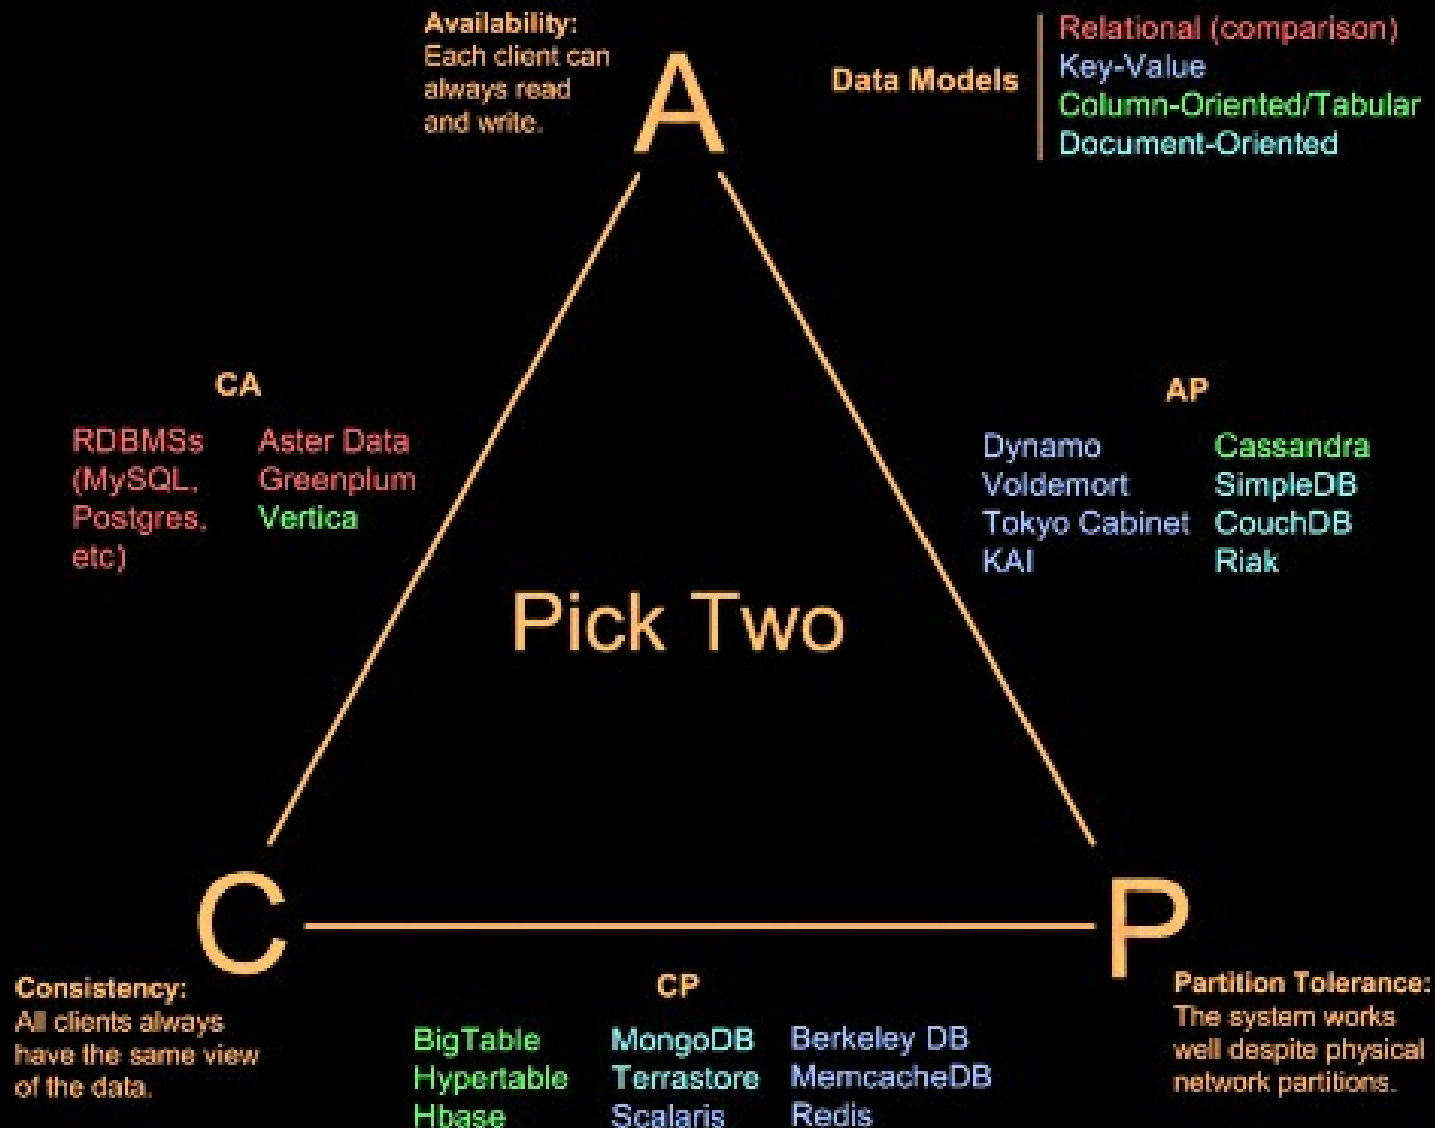 Availability:
Each client can
always read
and write.
A
Data Models
Relational (comparison)
Key-Value
Column-Oriented/Tabular
Document-Oriented
CA
RDBMSs
(MySQL,
Postgres,
etc)
Aster Data
Greenplum
Vertica
AP
Dynamo
Voldemort
Tokyo Cabinet
KAI
Cassandra
SimpleDB
CouchDB
Riak
Pick Two
C
Consistency:
All clients always
have the same view
of the data.
CP
BigTable
Hypertable
Hbase
MongoDB
Terrastore
Scalaris
Berkeley DB
MemcacheDB
Redis
P
Partition Tolerance:
The system works
well despite physical
network partitions.